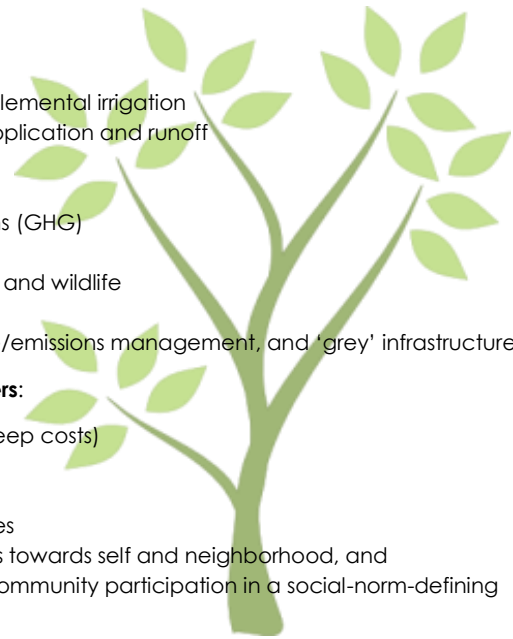 lemental irrigation
pplication and runoff
s (GHG)
and wildlife
/emissions management, and ‘grey’ infrastructure
ers:
eep costs)
es
s towards self and neighborhood, and
ommunity participation in a social-norm-defining